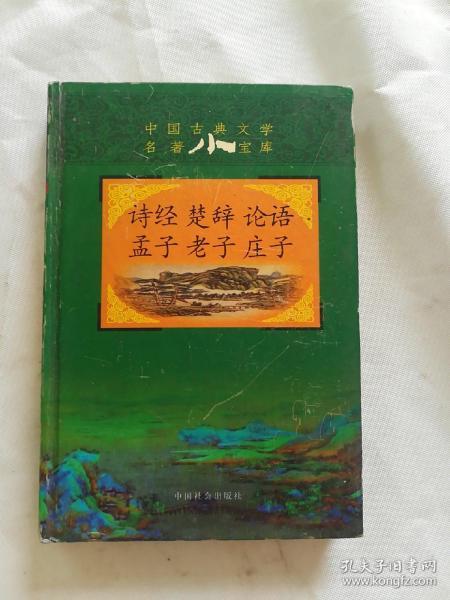 中国古典文学
名著小宝库
诗经 楚辞 论语
孟子 老子 庄子
中国社会出版社
孔夫子旧书网
www.kongfz.com